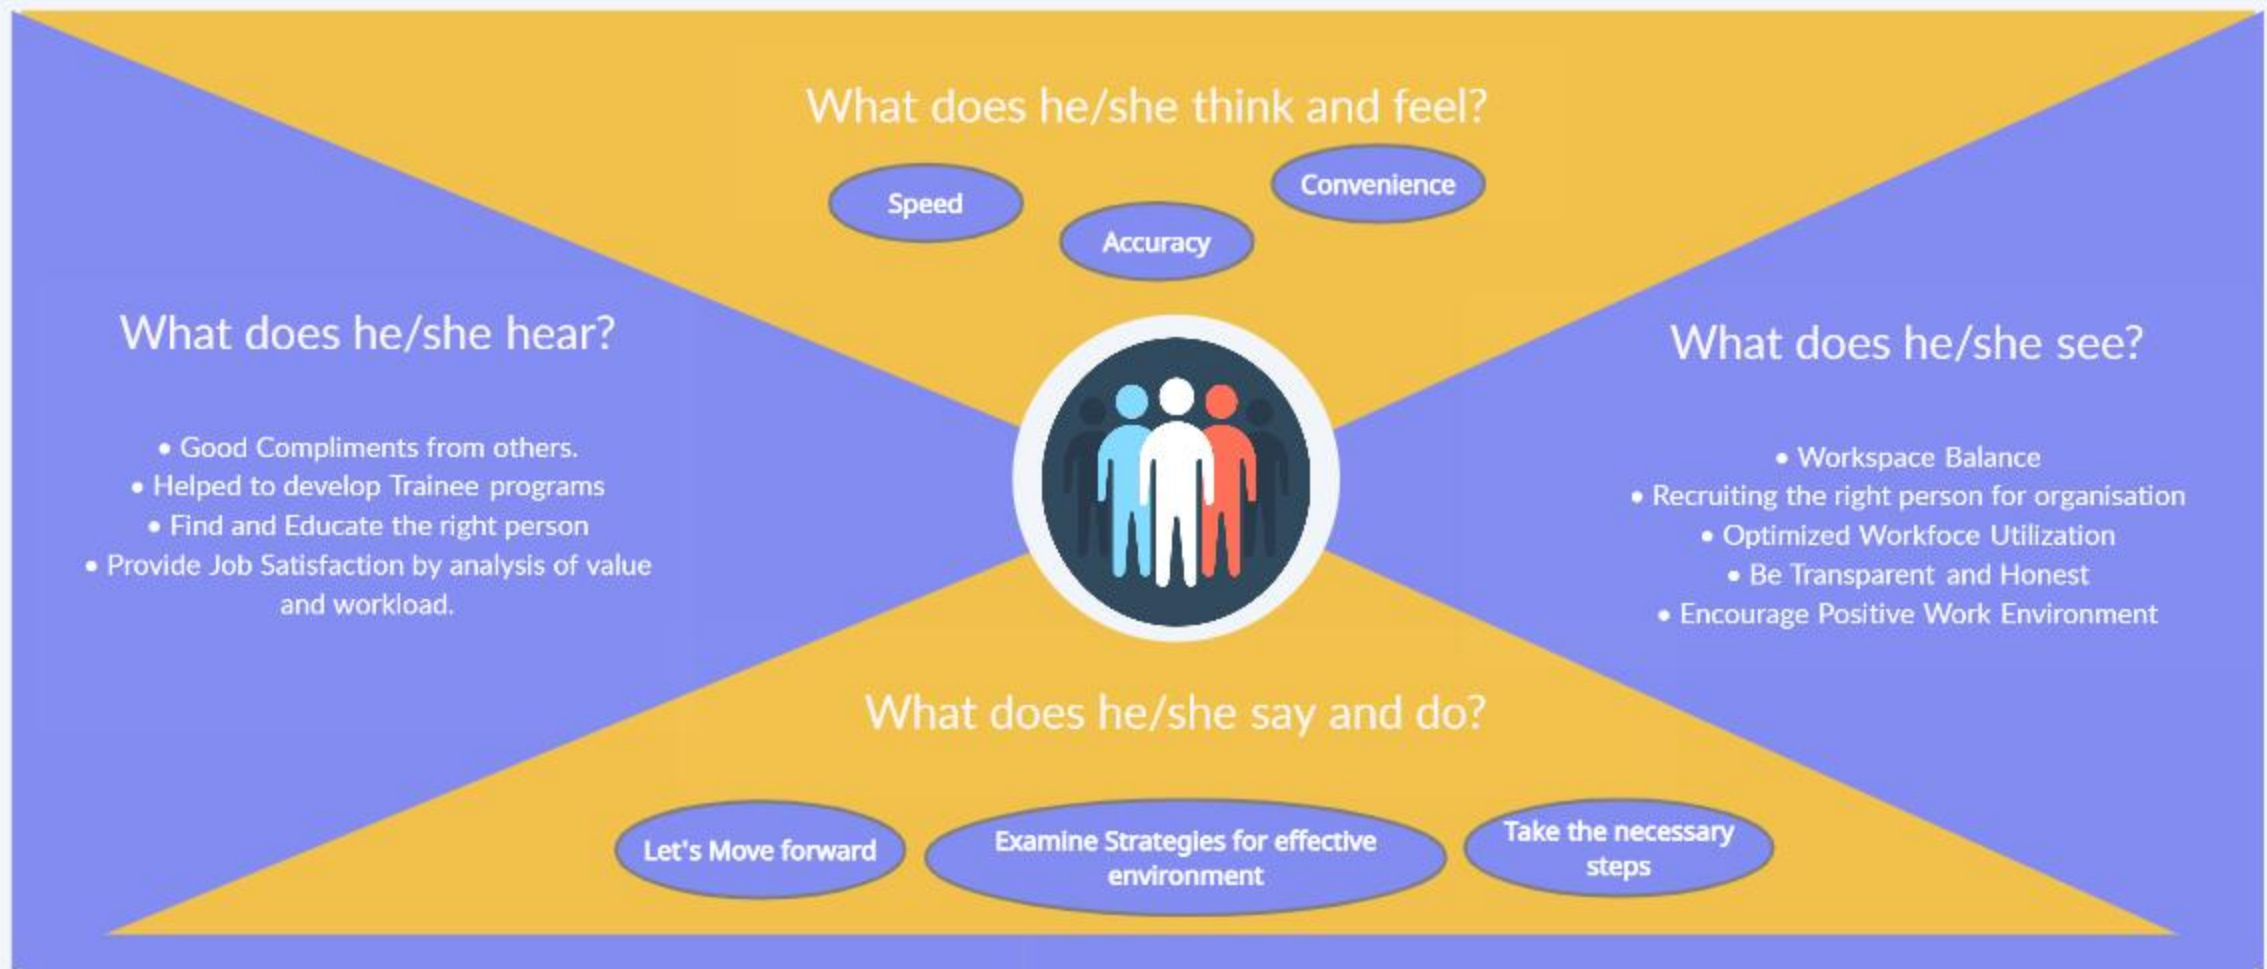 What does he/she think and feel?
Speed
Accuracy
Convenience
What does he/she hear?
• Good Compliments from others.
• Helped to develop Trainee programs
• Find and Educate the right person
• Provide Job Satisfaction by analysis of value
and workload.
What does he/she see?
• Workspace Balance
• Recruiting the right person for organisation
• Optimized Workfoce Utilization
• Be Transparent and Honest
• Encourage Positive Work Environment
What does he/she say and do?
Let's Move forward
Examine Strategies for effective
environment
Take the necessary
steps